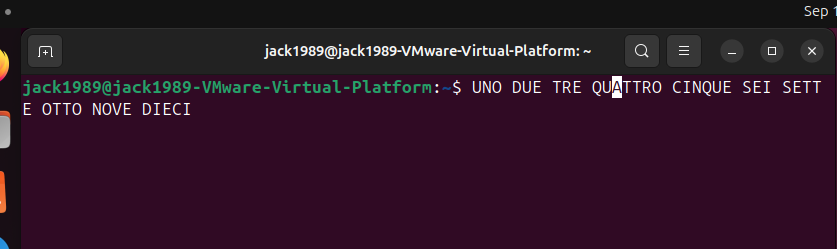 Sep 1
jack1989@jack1989-VMware-Virtual-Platform: ~
jack1989@jack1989-VMware-Virtual-Platform:~$ UNO DUE TRE QUATTRO CINQUE SEI SETT
E OTTO NOVE DIECI